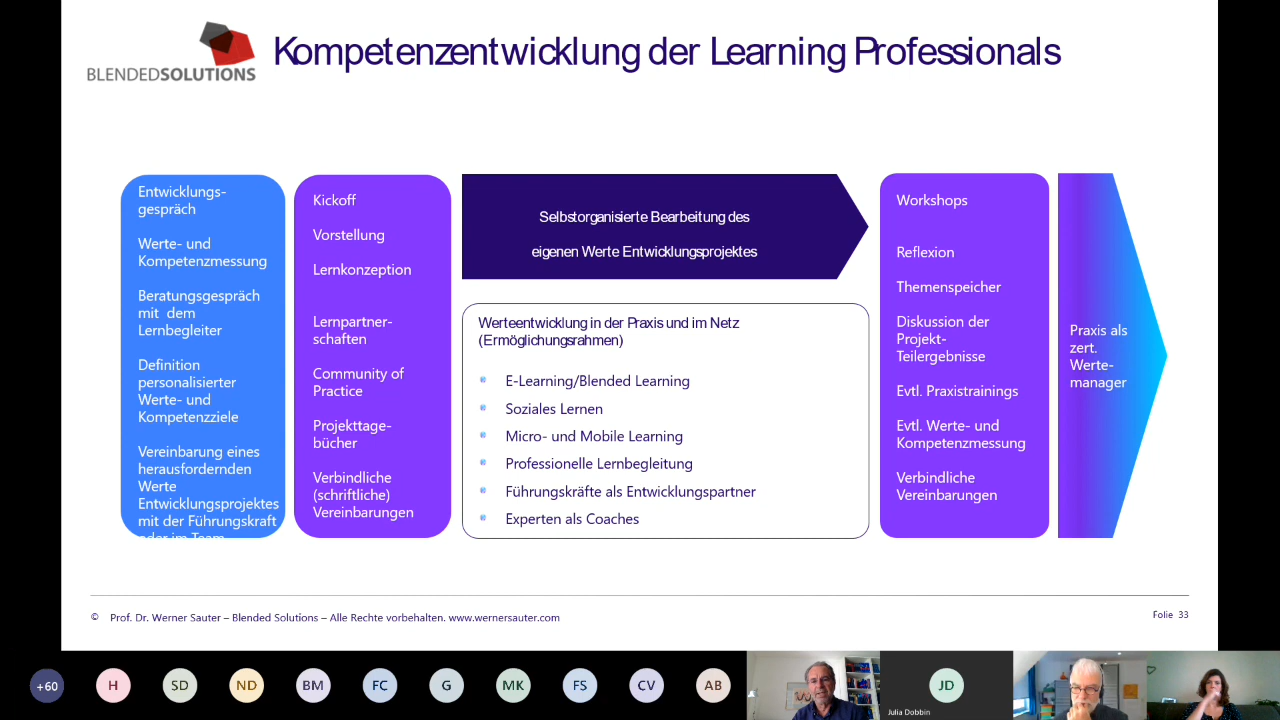 BLENDEDSOLUTIONS
Kompetenzentwicklung der Learning Professionals
Entwicklungs-
gespräch
Werte- und
Kompetenzmessung
Beratungsgespräch
mit dem
Lernbegleiter
Definition
personalisierter
Werte- und
Kompetenzziele
Vereinbarung eines
herausfordernden
Werte
Entwicklungsprojektes
mit der Führungskraft
oder im Team
Kickoff
Vorstellung
Lernkonzeption
Lernpartner-
schaften
Community of
Practice
Projekttage-
bücher
Verbindliche
(schriftliche)
Vereinbarungen
Selbstorganisierte Bearbeitung des
eigenen Werte Entwicklungsprojektes
Werteentwicklung in der Praxis und im Netz
(Ermöglichungsrahmen)
E-Learning/Blended Learning
Soziales Lernen
Micro- und Mobile Learning
Professionelle Lernbegleitung
Führungskräfte als Entwicklungspartner
Experten als Coaches
Workshops
Reflexion
Themenspeicher
Diskussion der
Projekt-
Teilergebnisse
Evtl. Praxistrainings
Evtl. Werte- und
Kompetenzmessung
Verbindliche
Vereinbarungen
Praxis als
zert.
Werte-
manager
© Prof. Dr. Werner Sauter – Blended Solutions – Alle Rechte vorbehalten. www.wernersauter.com
Folie 33
+60
H
SD
ND
BM
FC
G
MK
FS
CV
AB
JD
Julia Dobbin